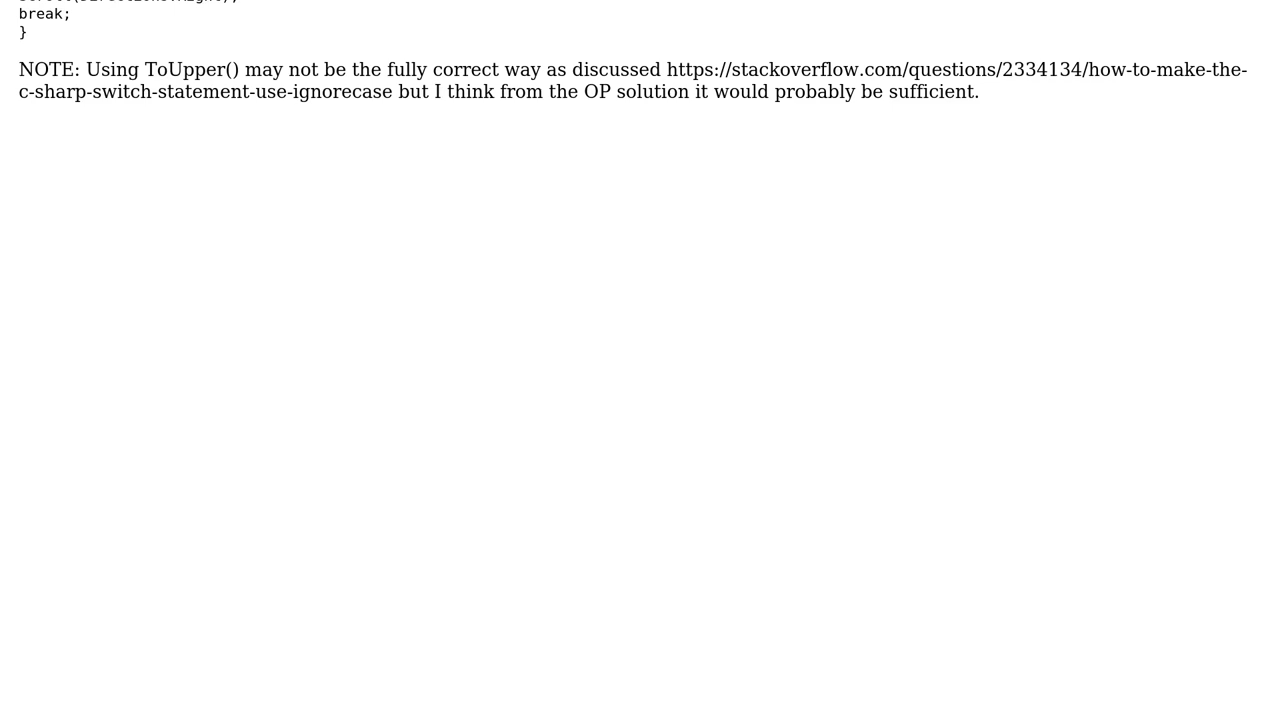 break;
}
NOTE: Using ToUpper() may not be the fully correct way as discussed https://stackoverflow.com/questions/2334134/how-to-make-the-
c-sharp-switch-statement-use-ignorecase but I think from the OP solution it would probably be sufficient.